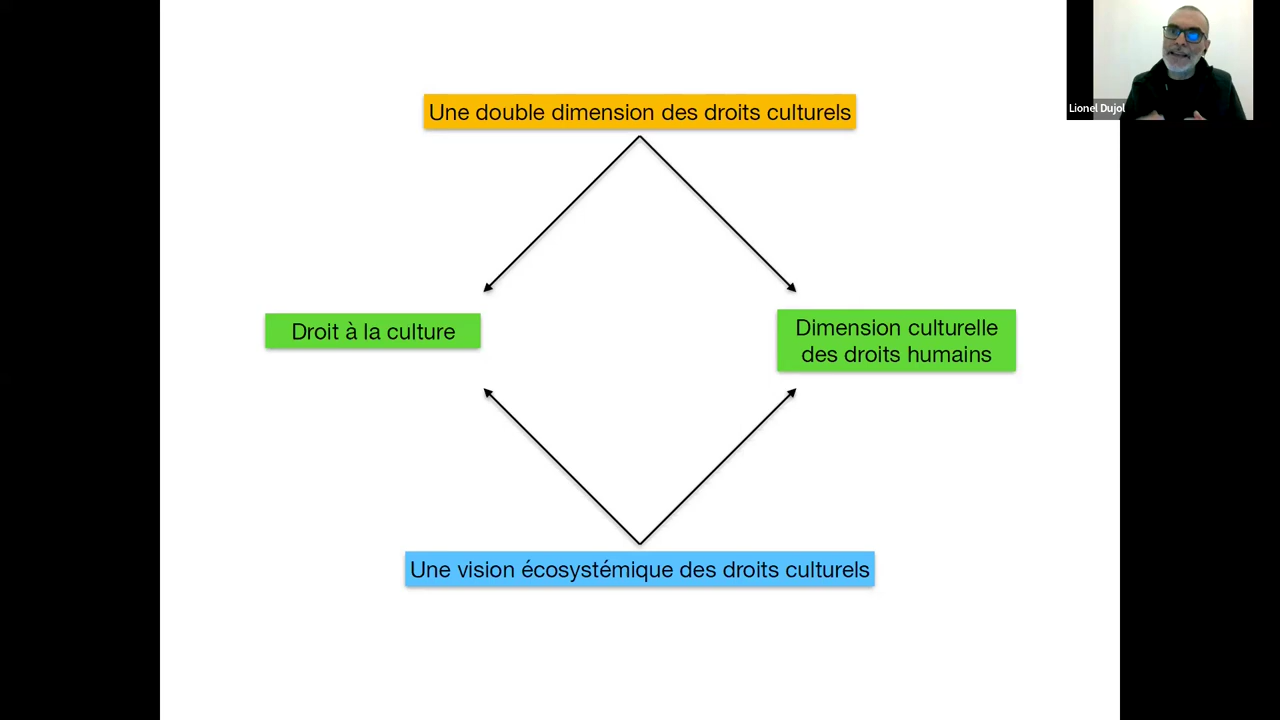 Lionel Dujol
Une double dimension des droits culturels
Droit à la culture
Dimension culturelle
des droits humains
Une vision écosystémique des droits culturels